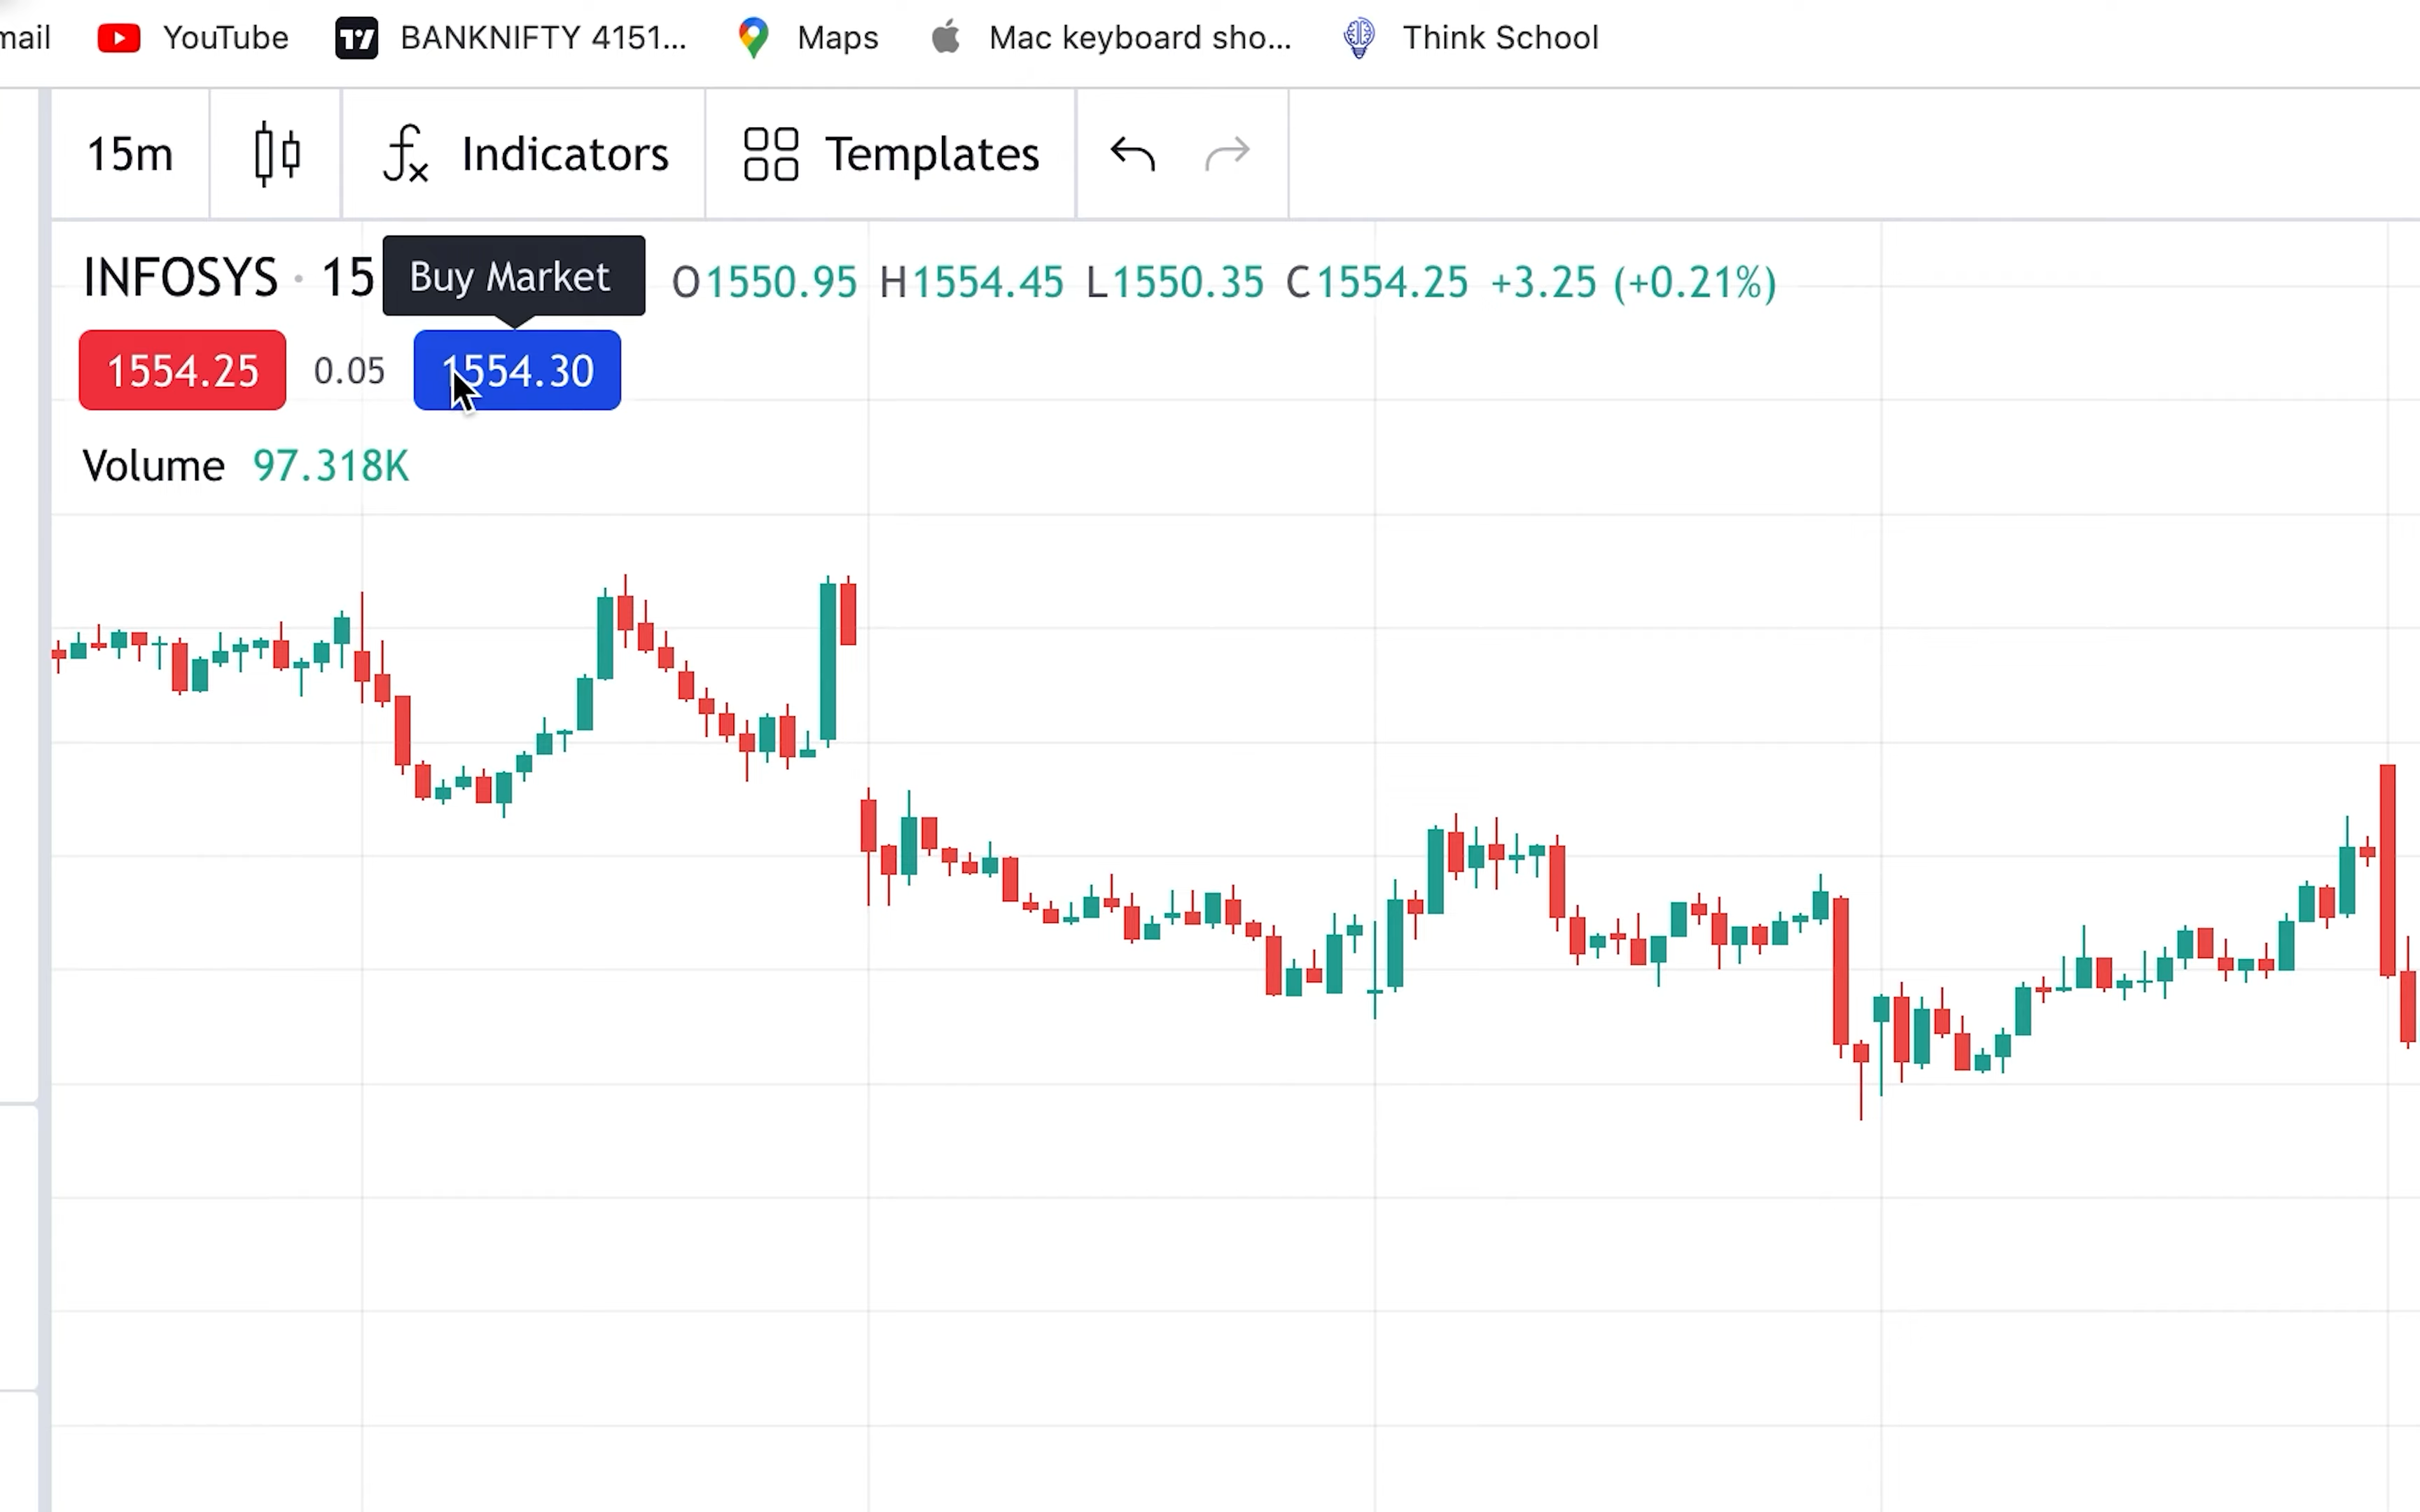 mail YouTube BANKNIFTY 4151... Maps Mac keyboard sho... Think School
15m Indicators Templates
INFOSYS · 15 Buy Market O1550.95 H1554.45 L1550.35 C1554.25 +3.25 (+0.21%)
1554.25 0.05 1554.30
Volume 97.318K